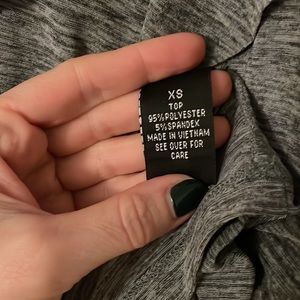 XS
TOP
95% POLYESTER
5% SPANDEX
MADE IN VIETNAM
SEE OVER FOR
CARE